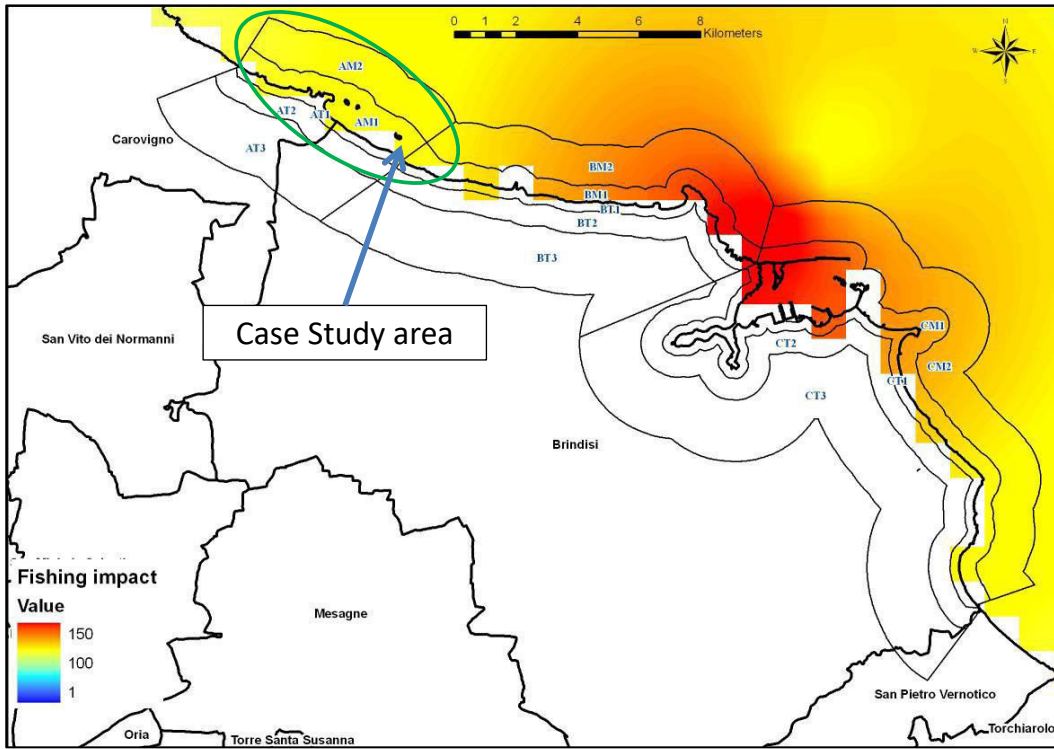 0 2 4 8
Kilometers
N
W E
S
AM2
AT2
AT1
AM1
Carovigno
AT3
BM2
BM1
BT1
BT2
BT3
Case Study area
San Vito dei Normanni
CM1
CT2
CM2
CT1
CT3
Brindisi
Fishing impact
Value
150
100
1
Mesagne
San Pietro Vernotico
Oria
Torre Santa Susanna
Torchiarolo